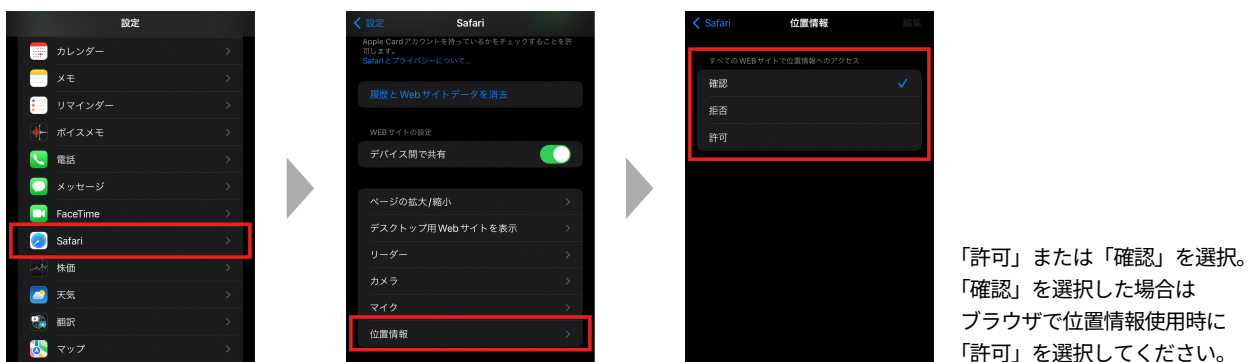 設定
カレンダー
メモ
リマインダー
ボイスメモ
電話
メッセージ
FaceTime
Safari
株価
天気
翻訳
マップ
設定
Safari
Apple Cardアカウントを持っているかをチェックすることを許
可します。
Safariとプライバシーについて...
履歴とWebサイトデータを消去
WEBサイトの設定
デバイス間で共有
ページの拡大/縮小
デスクトップ用Webサイトを表示
リーダー
カメラ
マイク
位置情報
Safari
位置情報
編集
すべてのWEBサイトで位置情報へのアクセス
確認
拒否
許可
「許可」または「確認」を選択。
「確認」を選択した場合は
ブラウザで位置情報使用時に
「許可」を選択してください。